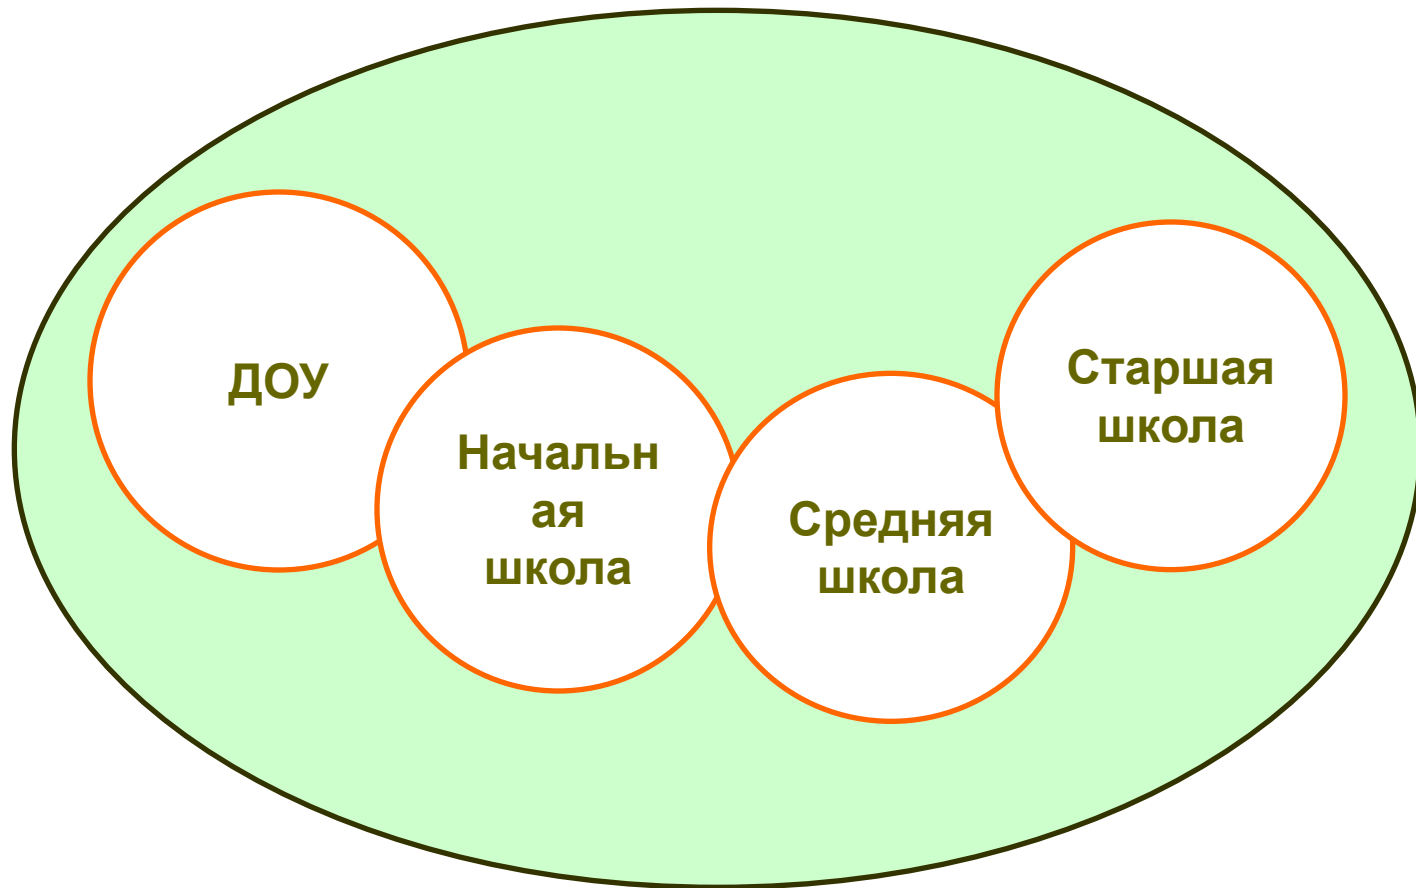 ДОУ
Начальн
ая
школа
Средняя
школа
Старшая
школа